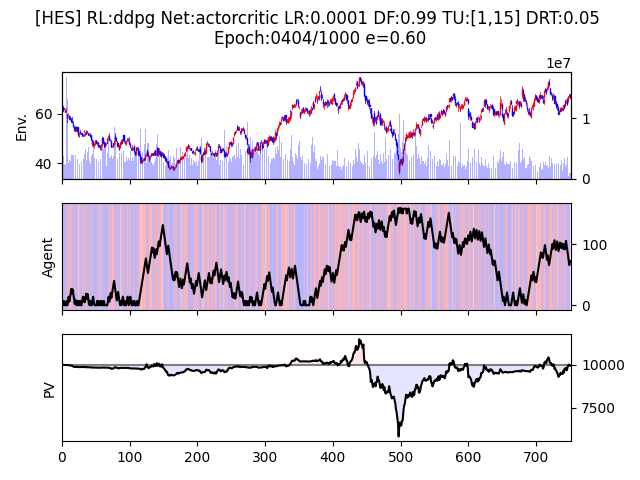 [HES] RL:ddpg Net:actorcritic LR:0.0001 DF:0.99 TU:[1,15] DRT:0.05
Epoch:0404/1000 e=0.60
1e7
Env.
60
40
1
0
Agent
100
0
PV
10000
7500
0 100 200 300 400 500 600 700